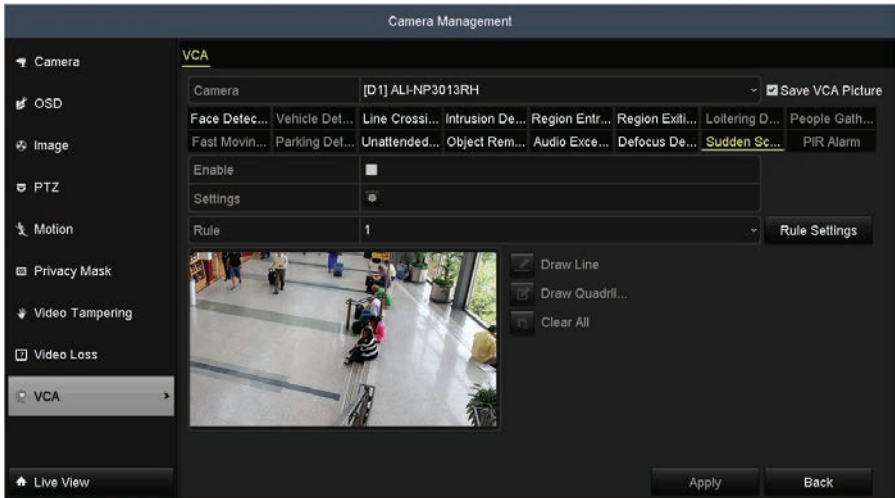 Camera Management
Camera
OSD
Image
PTZ
Motion
Privacy Mask
Video Tampering
Video Loss
VCA
Live View
VCA
Camera [D1] ALI-NP3013RH Save VCA Picture
Face Detec... Vehicle Det... Line Crossi... Intrusion De... Region Entr... Region Exiti... Loitering D... People Gath...
Fast Movin... Parking Det... Unattended... Object Rem... Audio Exce... Defocus De... Sudden Sc... PIR Alarm
Enable
Settings
Rule 1 Rule Settings
Draw Line
Draw Quadril...
Clear All
Apply Back